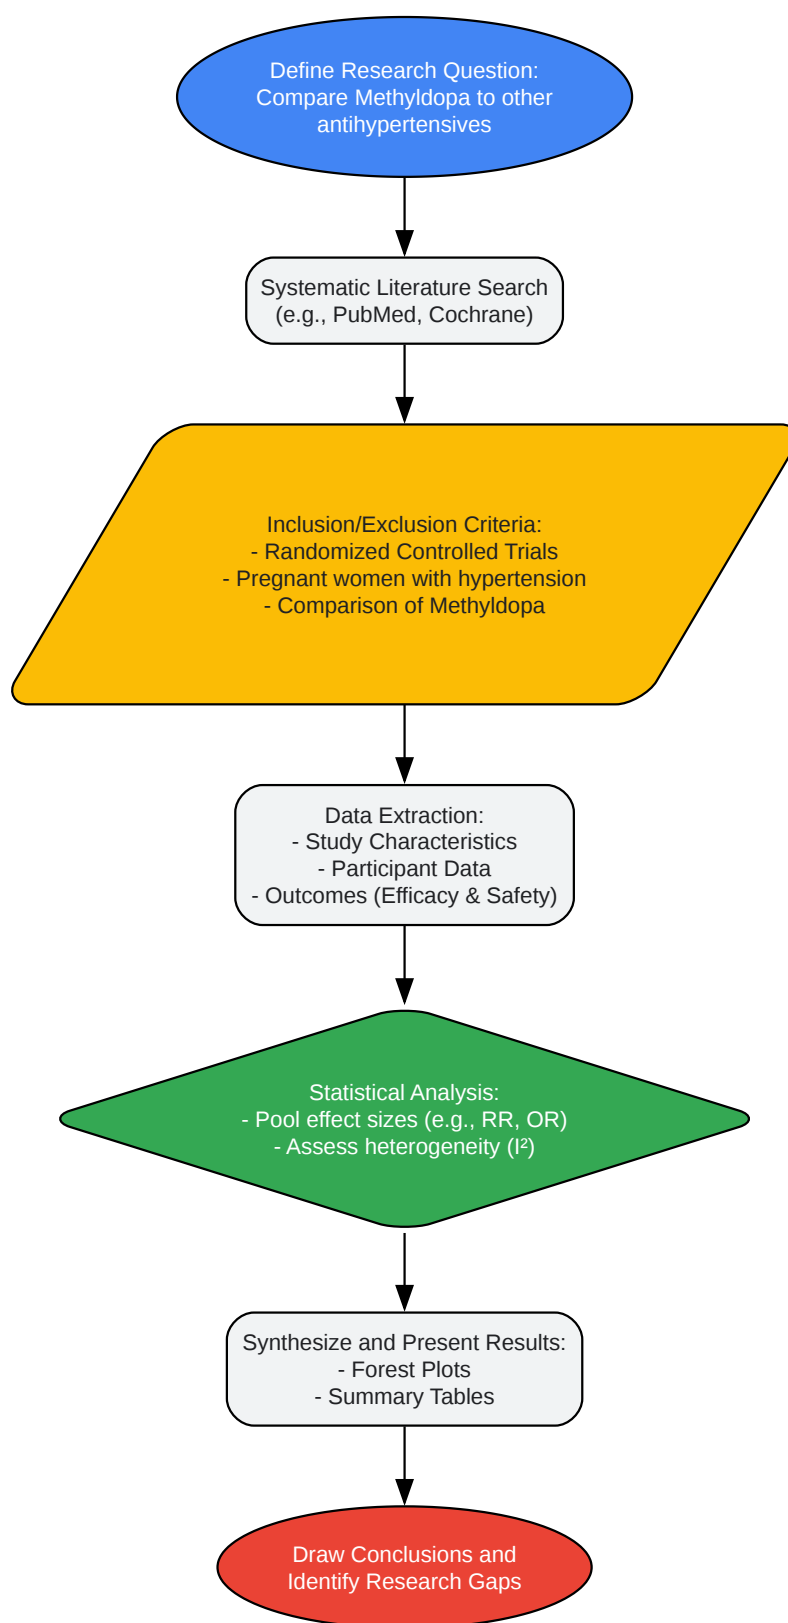 Define Research Question:
Compare Methyldopa to other
antihypertensives
Systematic Literature Search
(e.g., PubMed, Cochrane)
Inclusion/Exclusion Criteria:
- Randomized Controlled Trials
- Pregnant women with hypertension
- Comparison of Methyldopa
Data Extraction:
- Study Characteristics
- Participant Data
- Outcomes (Efficacy & Safety)
Statistical Analysis:
- Pool effect sizes (e.g., RR, OR)
- Assess heterogeneity (I²)
Synthesize and Present Results:
- Forest Plots
- Summary Tables
Draw Conclusions and
Identify Research Gaps